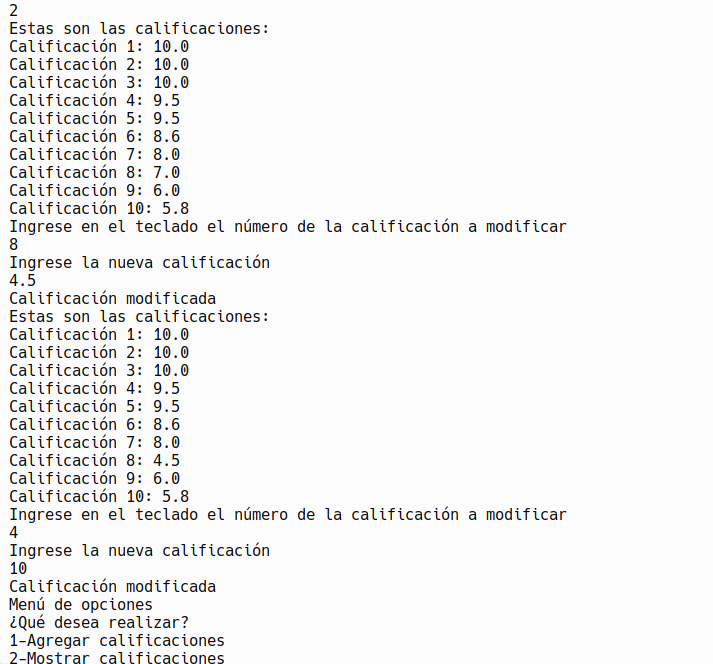 2
Estas son las calificaciones:
Calificación 1: 10.0
Calificación 2: 10.0
Calificación 3: 10.0
Calificación 4: 9.5
Calificación 5: 9.5
Calificación 6: 8.6
Calificación 7: 8.0
Calificación 8: 7.0
Calificación 9: 6.0
Calificación 10: 5.8
Ingrese en el teclado el número de la calificación a modificar
8
Ingrese la nueva calificación
4.5
Calificación modificada
Estas son las calificaciones:
Calificación 1: 10.0
Calificación 2: 10.0
Calificación 3: 10.0
Calificación 4: 9.5
Calificación 5: 9.5
Calificación 6: 8.6
Calificación 7: 8.0
Calificación 8: 4.5
Calificación 9: 6.0
Calificación 10: 5.8
Ingrese en el teclado el número de la calificación a modificar
4
Ingrese la nueva calificación
10
Calificación modificada
Menú de opciones
¿Qué desea realizar?
1-Agregar calificaciones
2-Mostrar calificaciones